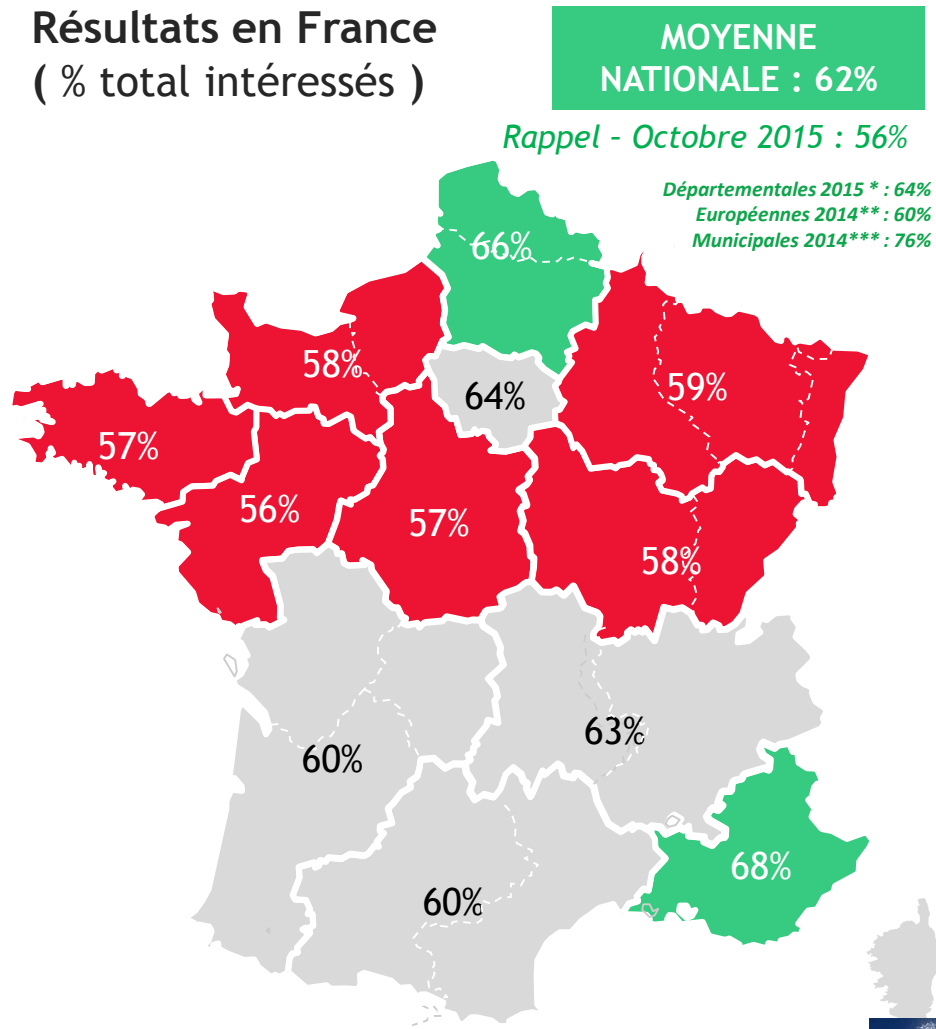 Résultats en France
( % total intéressés )
MOYENNE
NATIONALE : 62%
Rappel - Octobre 2015 : 56%
Départementales 2015 * : 64%
Européennes 2014** : 60%
Municipales 2014*** : 76%
66%
58%
64%
59%
57%
56%
57%
58%
63%
60%
68%
60%